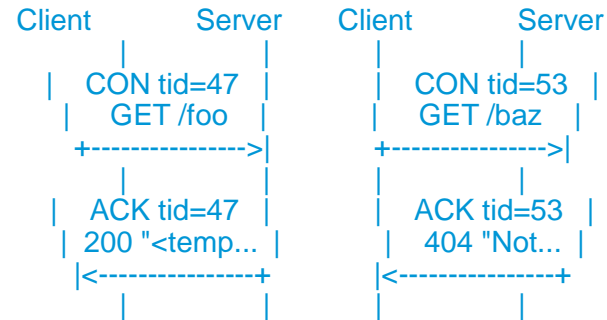 Client Server Client Server
| | | |
| CON tid=47 | | CON tid=53 |
| GET /foo | | GET /baz |
+---------------->| +---------------->|
| | | |
| ACK tid=47 | | ACK tid=53 |
| 200 "<temp... | | 404 "Not... |
|<----------------+ |<----------------+
| | | |